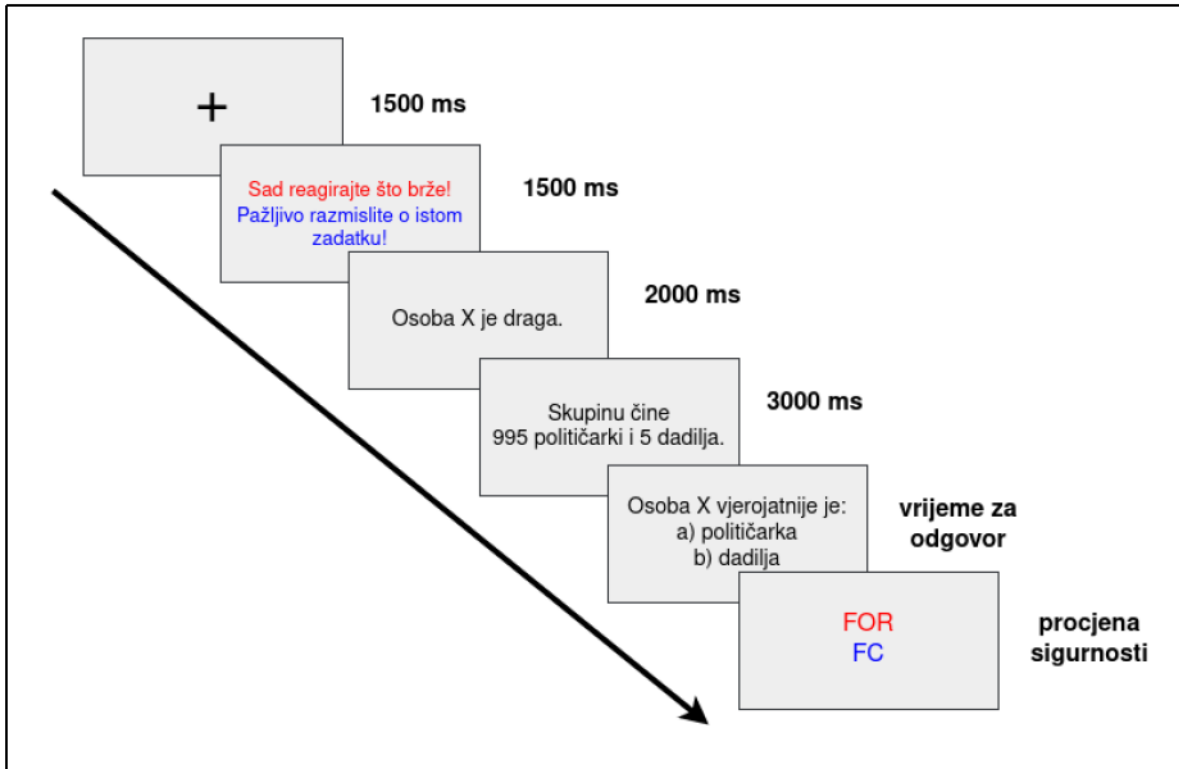 +
1500 ms
Sad reagirajte što brže!
Pažljivo razmislite o istom
zadatku!
1500 ms
Osoba X je draga.
2000 ms
Skupinu čine
995 političarki i 5 dadilja.
3000 ms
Osoba X vjerojatnije je:
a) političarka
b) dadilja
vrijeme za
odgovor
FOR
FC
procjena
sigurnosti